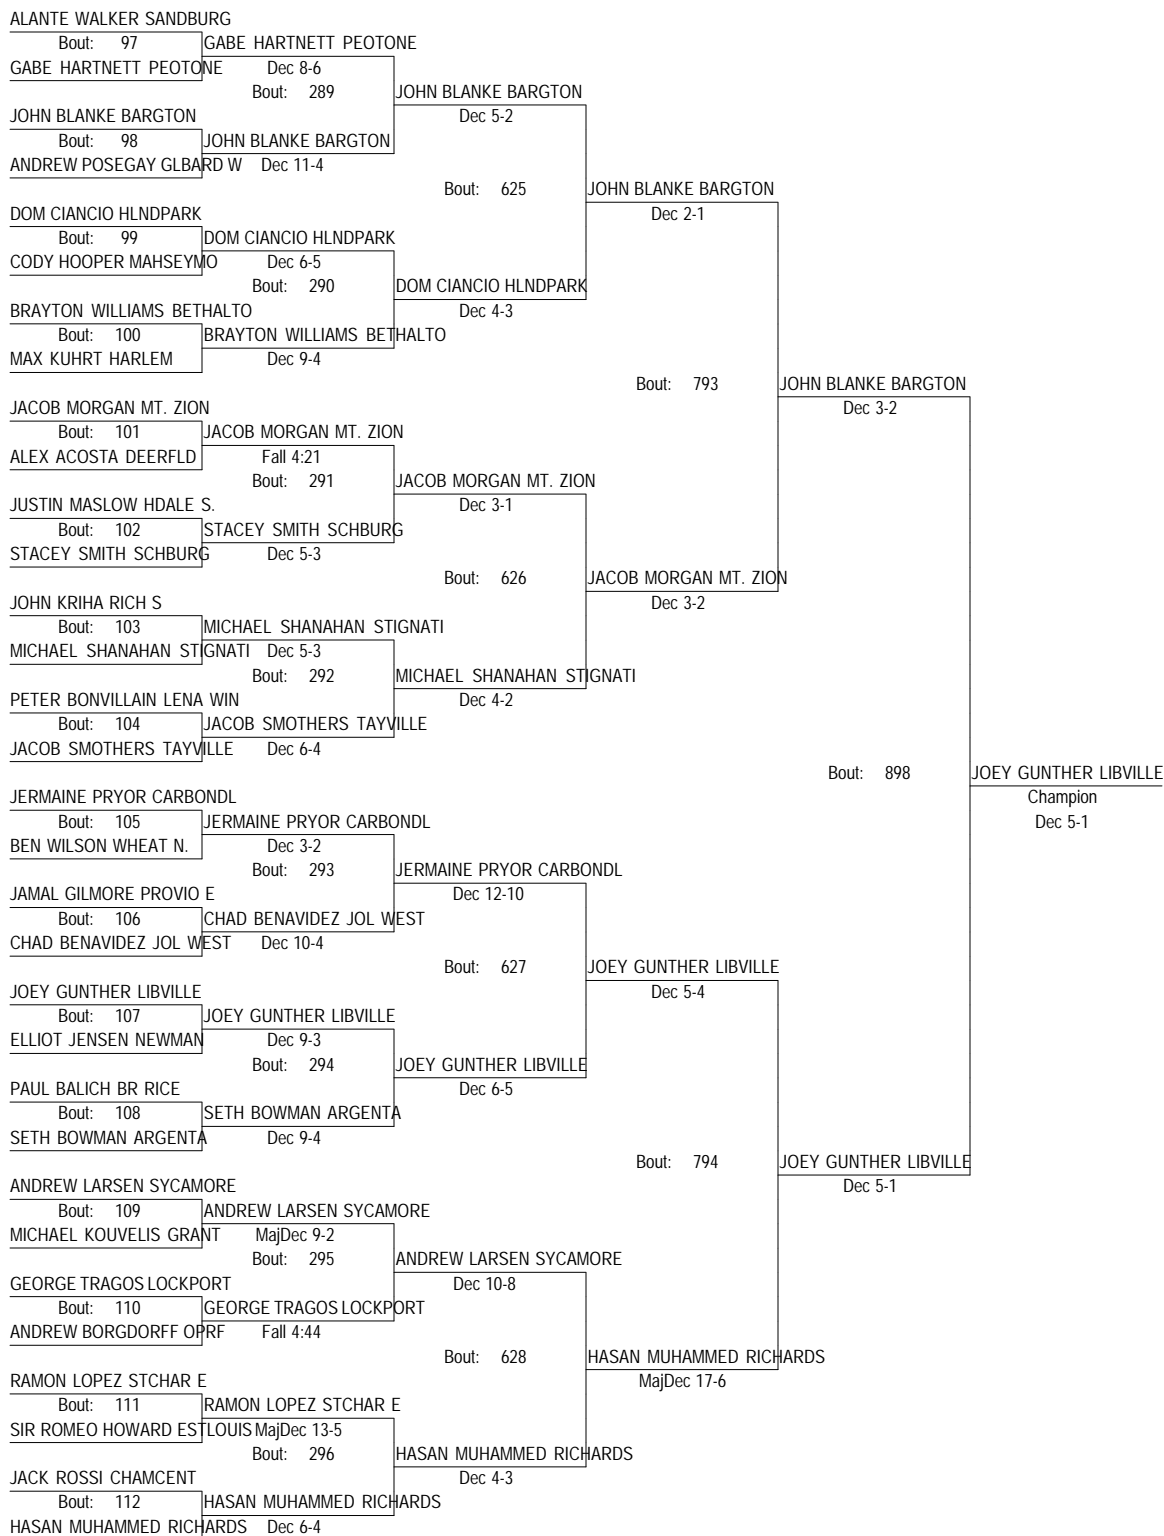 ALANTE WALKER SANDBURG
Bout: 97 GABE HARTNETT PEOTONE
GABE HARTNETT PEOTONE Dec 8-6
Bout: 289 JOHN BLANKE BARGTON
JOHN BLANKE BARGTON Dec 5-2
Bout: 98 JOHN BLANKE BARGTON
ANDREW POSEGAY GLBARD W Dec 11-4
Bout: 625 JOHN BLANKE BARGTON
DOM CIANCIO HLNDPARK Dec 2-1
Bout: 99 DOM CIANCIO HLNDPARK
CODY HOOPER MAHSEYMO Dec 6-5
Bout: 290 DOM CIANCIO HLNDPARK
BRAYTON WILLIAMS BETHALTO Dec 4-3
Bout: 100 BRAYTON WILLIAMS BETHALTO
MAX KUHRT HARLEM Dec 9-4
Bout: 793 JOHN BLANKE BARGTON
JACOB MORGAN MT. ZION Dec 3-2
Bout: 101 JACOB MORGAN MT. ZION
ALEX ACOSTA DEERFLD Fall 4:21
Bout: 291 JACOB MORGAN MT. ZION
JUSTIN MASLOW HDALE S. Dec 3-1
Bout: 102 STACEY SMITH SCHBURG
STACEY SMITH SCHBURG Dec 5-3
Bout: 626 JACOB MORGAN MT. ZION
JOHN KRIHA RICH S Dec 3-2
Bout: 103 MICHAEL SHANAHAN STIGNATI
MICHAEL SHANAHAN STIGNATI Dec 5-3
Bout: 292 MICHAEL SHANAHAN STIGNATI
PETER BONVILLAIN LENA WIN Dec 4-2
Bout: 104 JACOB SMOTHERS TAYVILLE
JACOB SMOTHERS TAYVILLE Dec 6-4
Bout: 898 JOEY GUNTHER LIBVILLE
JERMAINE PRYOR CARBONDL Champion
Bout: 105 JERMAINE PRYOR CARBONDL Dec 5-1
BEN WILSON WHEAT N. Dec 3-2
Bout: 293 JERMAINE PRYOR CARBONDL
JAMAL GILMORE PROVIO E Dec 12-10
Bout: 106 CHAD BENAVIDEZ JOL WEST
CHAD BENAVIDEZ JOL WEST Dec 10-4
Bout: 627 JOEY GUNTHER LIBVILLE
JOEY GUNTHER LIBVILLE Dec 5-4
Bout: 107 JOEY GUNTHER LIBVILLE
ELLIOT JENSEN NEWMAN Dec 9-3
Bout: 294 JOEY GUNTHER LIBVILLE
PAUL BALICH BR RICE Dec 6-5
Bout: 108 SETH BOWMAN ARGENTA
SETH BOWMAN ARGENTA Dec 9-4
Bout: 794 JOEY GUNTHER LIBVILLE
ANDREW LARSEN SYCAMORE Dec 5-1
Bout: 109 ANDREW LARSEN SYCAMORE
MICHAEL KOUVELIS GRANT MajDec 9-2
Bout: 295 ANDREW LARSEN SYCAMORE
GEORGE TRAGOS LOCKPORT Dec 10-8
Bout: 110 GEORGE TRAGOS LOCKPORT
ANDREW BORGDORFF OPRF Fall 4:44
Bout: 628 HASAN MUHAMMED RICHARDS
RAMON LOPEZ STCHAR E MajDec 17-6
Bout: 111 RAMON LOPEZ STCHAR E
SIR ROMEO HOWARD ESTLOUIS MajDec 13-5
Bout: 296 HASAN MUHAMMED RICHARDS
JACK ROSSI CHAMCENT Dec 4-3
Bout: 112 HASAN MUHAMMED RICHARDS
HASAN MUHAMMED RICHARDS Dec 6-4